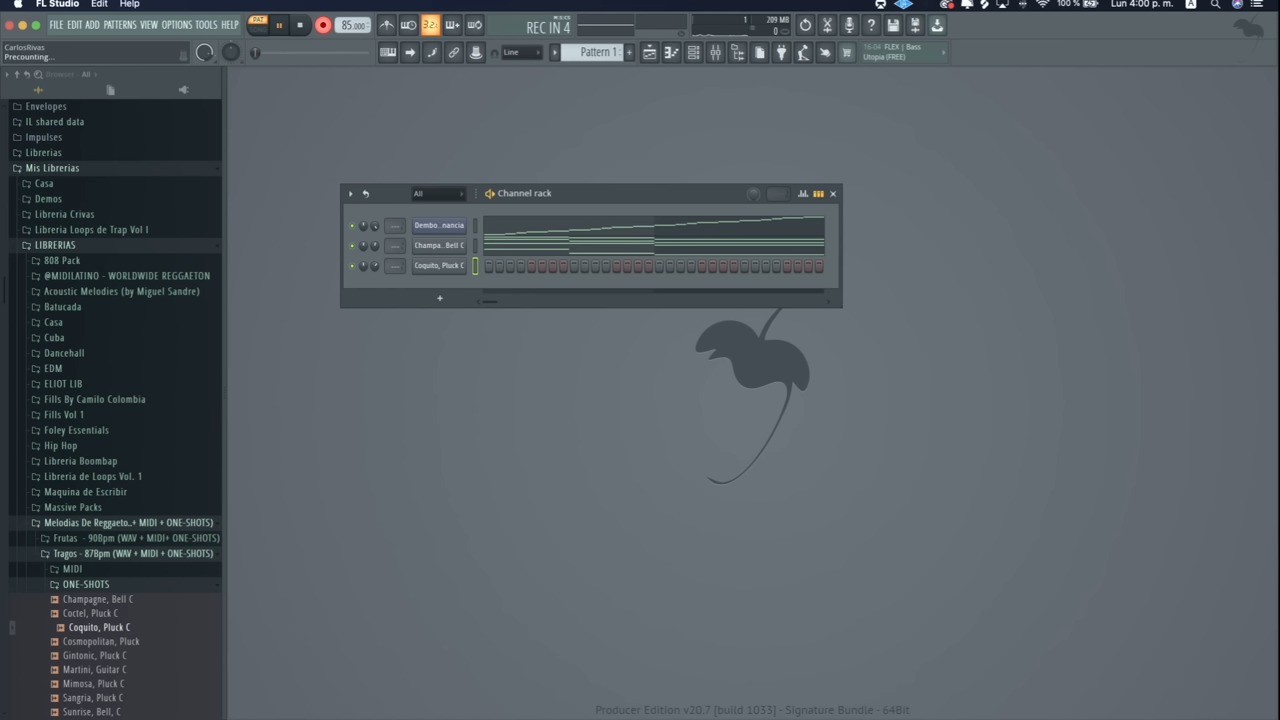 FL Studio Edit Help 100 % Lun 4:00 p. m. A
FILE EDIT ADD PATTERNS VIEW OPTIONS TOOLS HELP PAT 85.000 REC IN 4 1 209 MB 0
CarlosRivas
Precounting...
Line Pattern 1 16-04 FLEX | Bass
Utopia (FREE)
Browser - All
Envelopes
IL shared data
Impulses
Librerias
Mis Librerias
Casa
Demos
Libreria Crivas
Libreria Loops de Trap Vol I
LIBRERIAS
808 Pack
@MIDILATINO - WORLDWIDE REGGAETON
Acoustic Melodies (by Miguel Sandre)
Batucada
Casa
Cuba
Dancehall
EDM
ELIOT LIB
Fills By Camilo Colombia
Fills Vol 1
Foley Essentials
Hip Hop
Libreria Boombap
Libreria de Loops Vol. 1
Maquina de Escribir
Massive Packs
Melodias De Reggaeto..+ MIDI + ONE-SHOTS)
Frutas - 90Bpm (WAV + MIDI+ ONE-SHOTS)
Tragos - 87Bpm (WAV + MIDI + ONE-SHOTS)
MIDI
ONE-SHOTS
Champagne, Bell C
Coctel, Pluck C
Coquito, Pluck C
Cosmopolitan, Pluck
Gintonic, Pluck C
Martini, Guitar C
Mimosa, Pluck C
Sangria, Pluck C
Sunrise, Bell, C
All Channel rack
Dembo..nancia
Champa..Bell C
Coquito, Pluck C
Producer Edition v20.7 [build 1033] - Signature Bundle - 64Bit